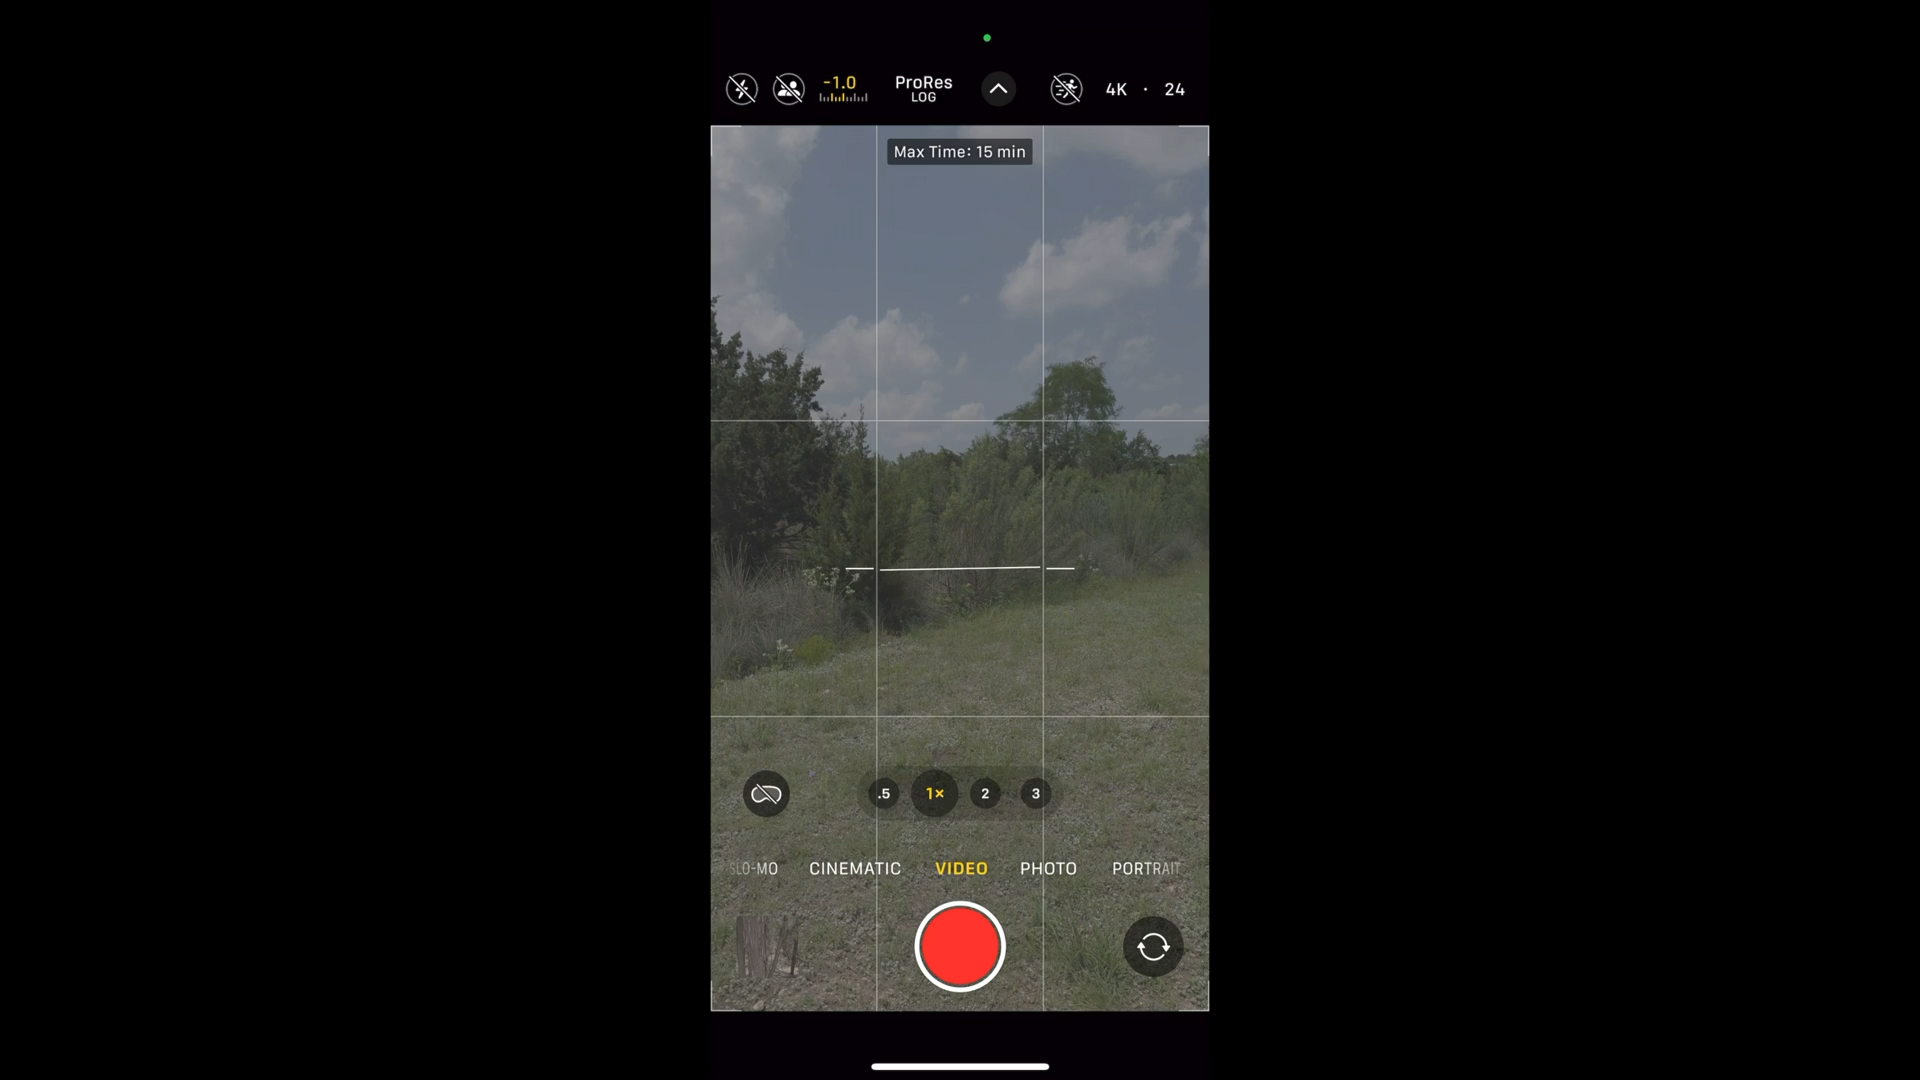 -1.0
ProRes
LOG
4K · 24
Max Time: 15 min
.5 1× 2 3
SLO-MO CINEMATIC VIDEO PHOTO PORTRAIT